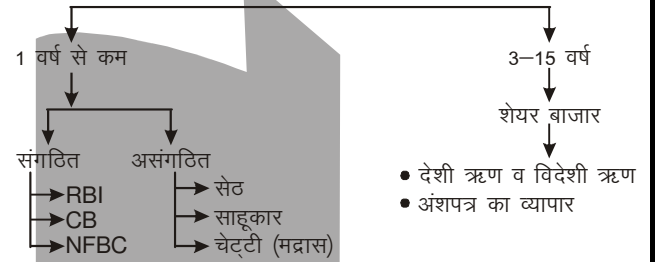 1 वर्ष से कम
3–15 वर्ष
शेयर बाजार
संगठित
असंगठित
RBI
CB
NFBC
सेठ
साहूकार
चेट्टी (मद्रास)
• देशी ऋण व विदेशी ऋण
• अंशपत्र का व्यापार